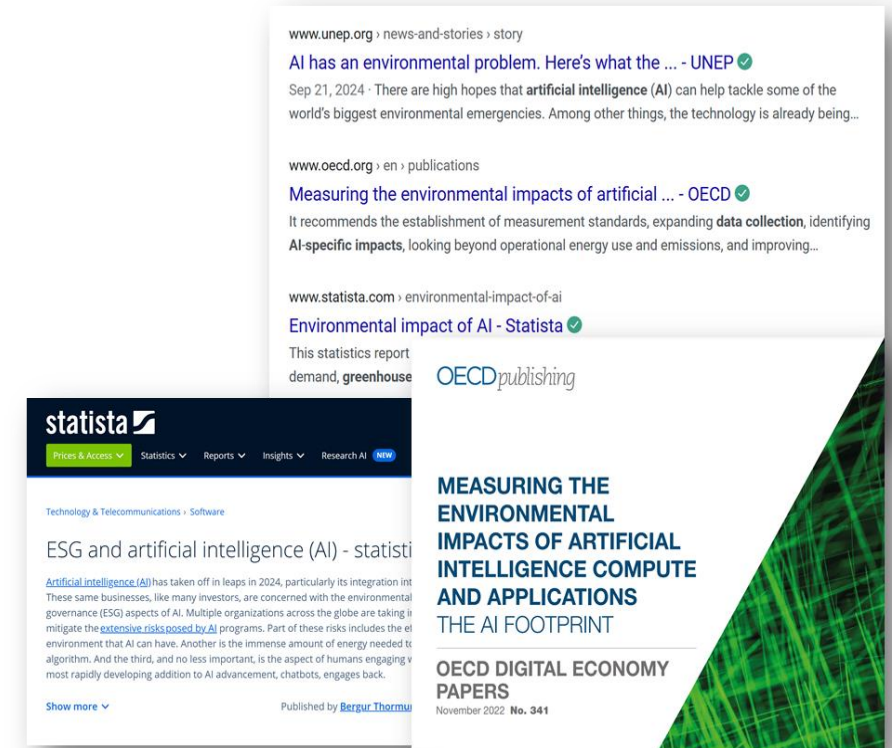 www.unep.org › news-and-stories › story
AI has an environmental problem. Here's what the ... - UNEP
Sep 21, 2024 · There are high hopes that artificial intelligence (AI) can help tackle some of the
world's biggest environmental emergencies. Among other things, the technology is already being...
www.oecd.org › en › publications
Measuring the environmental impacts of artificial ... - OECD
It recommends the establishment of measurement standards, expanding data collection, identifying
AI-specific impacts, looking beyond operational energy use and emissions, and improving...
www.statista.com › environmental-impact-of-ai
Environmental impact of AI - Statista
This statistics report
demand, greenhouse
statista
Prices & Access Statistics Reports Insights Research AI NEW
Technology & Telecommunications › Software
ESG and artificial intelligence (AI) - statisti
Artificial intelligence (AI) has taken off in leaps in 2024, particularly its integration int
These same businesses, like many investors, are concerned with the environmental
governance (ESG) aspects of AI. Multiple organizations across the globe are taking i
mitigate the extensive risks posed by AI programs. Part of these risks includes the e
environment that AI can have. Another is the immense amount of energy needed to
algorithm. And the third, and no less important, is the aspect of humans engaging w
most rapidly developing addition to AI advancement, chatbots, engages back.
Show more Published by Bergur Thormu
OECDpublishing
MEASURING THE
ENVIRONMENTAL
IMPACTS OF ARTIFICIAL
INTELLIGENCE COMPUTE
AND APPLICATIONS
THE AI FOOTPRINT
OECD DIGITAL ECONOMY
PAPERS
November 2022 No. 341